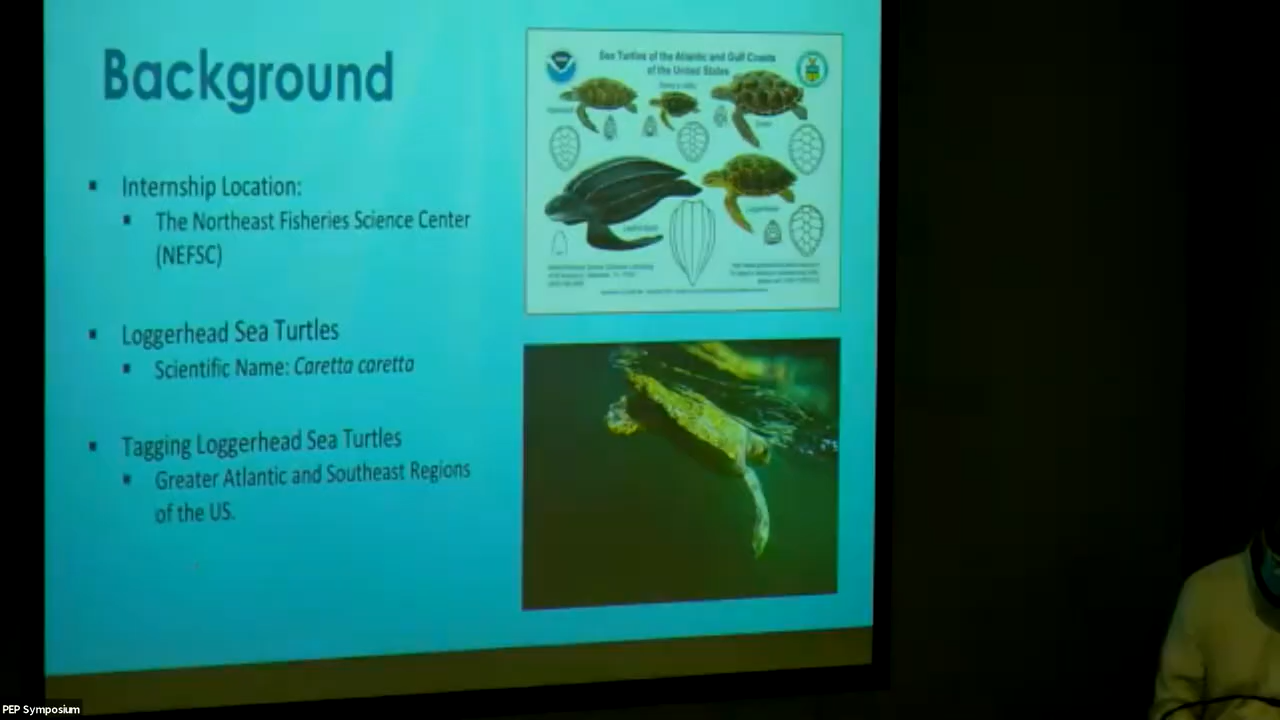 Background
Internship Location:
The Northeast Fisheries Science Center
(NEFSC)
Loggerhead Sea Turtles
Scientific Name: Caretta caretta
Tagging Loggerhead Sea Turtles
Greater Atlantic and Southeast Regions
of the US.
Sea Turtles of the Atlantic and Gulf Coasts
of the United States
PEP Symposium